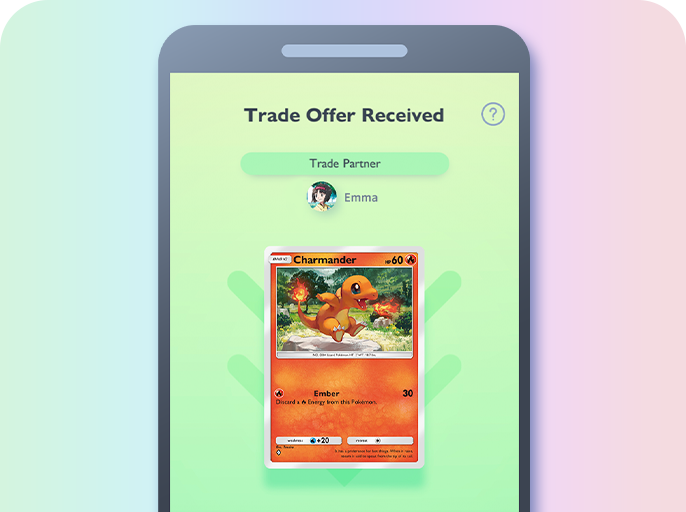 Trade Offer Received
?
Trade Partner
Emma
BASIC
Charmander
HP 60
Ember 30
Discard a Energy from this Pokémon.
weakness +20
retreat